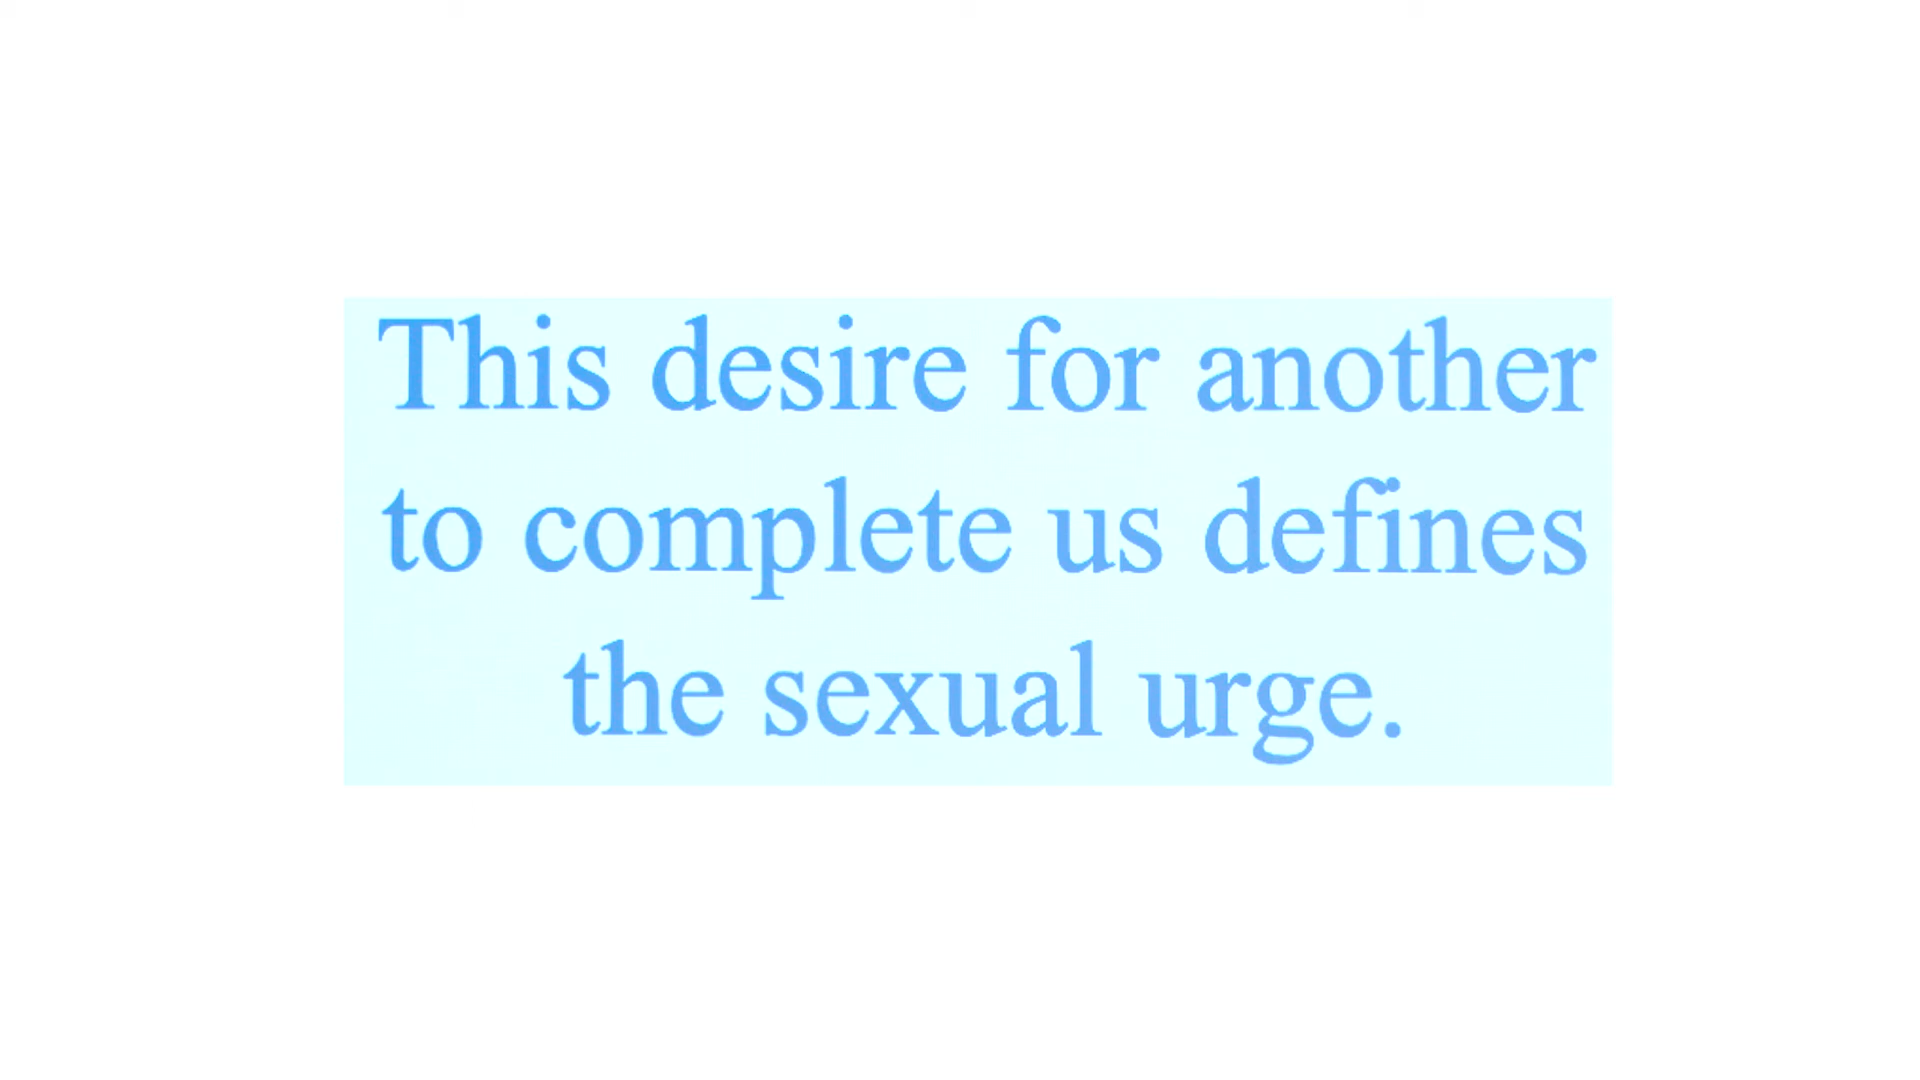 This desire for another
to complete us defines
the sexual urge.